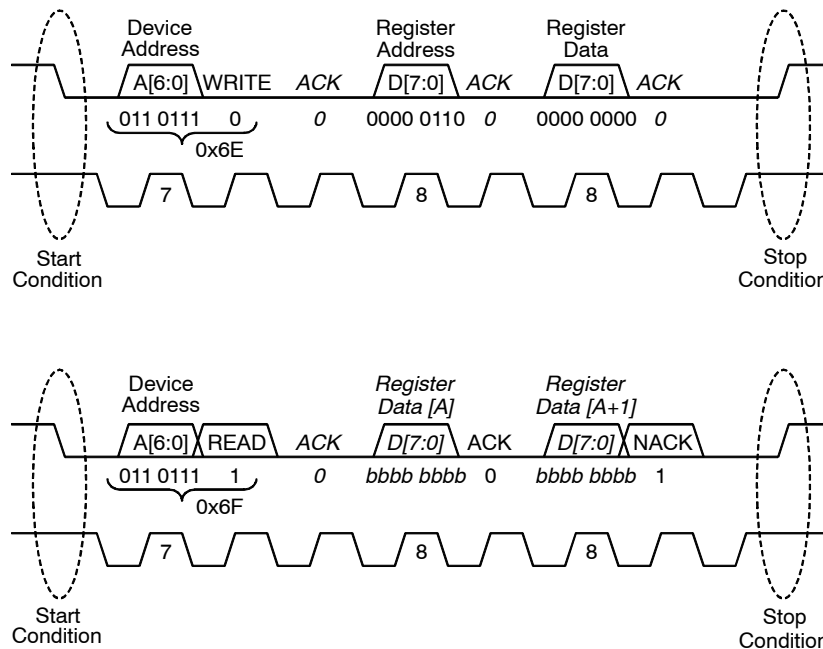 Device Address
Register Address
Register Data
A[6:0] WRITE ACK D[7:0] ACK D[7:0] ACK
011 0111 0 0 0000 0110 0 0000 0000 0
0x6E
7 8 8
Start Condition
Stop Condition
Device Address
Register Data [A]
Register Data [A+1]
A[6:0] READ ACK D[7:0] ACK D[7:0] NACK
011 0111 1 0 bbbb bbbb 0 bbbb bbbb 1
0x6F
7 8 8
Start Condition
Stop Condition